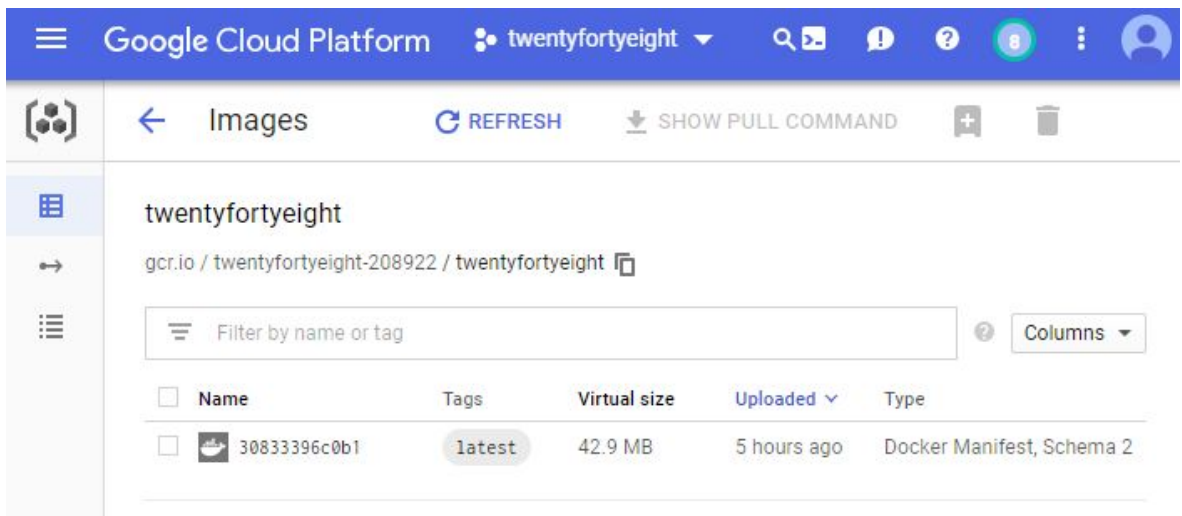 Google Cloud Platform twentyfortyeight 8
Images REFRESH SHOW PULL COMMAND
twentyfortyeight
gcr.io / twentyfortyeight-208922 / twentyfortyeight
Filter by name or tag Columns
Name Tags Virtual size Uploaded Type
30833396c0b1 latest 42.9 MB 5 hours ago Docker Manifest, Schema 2